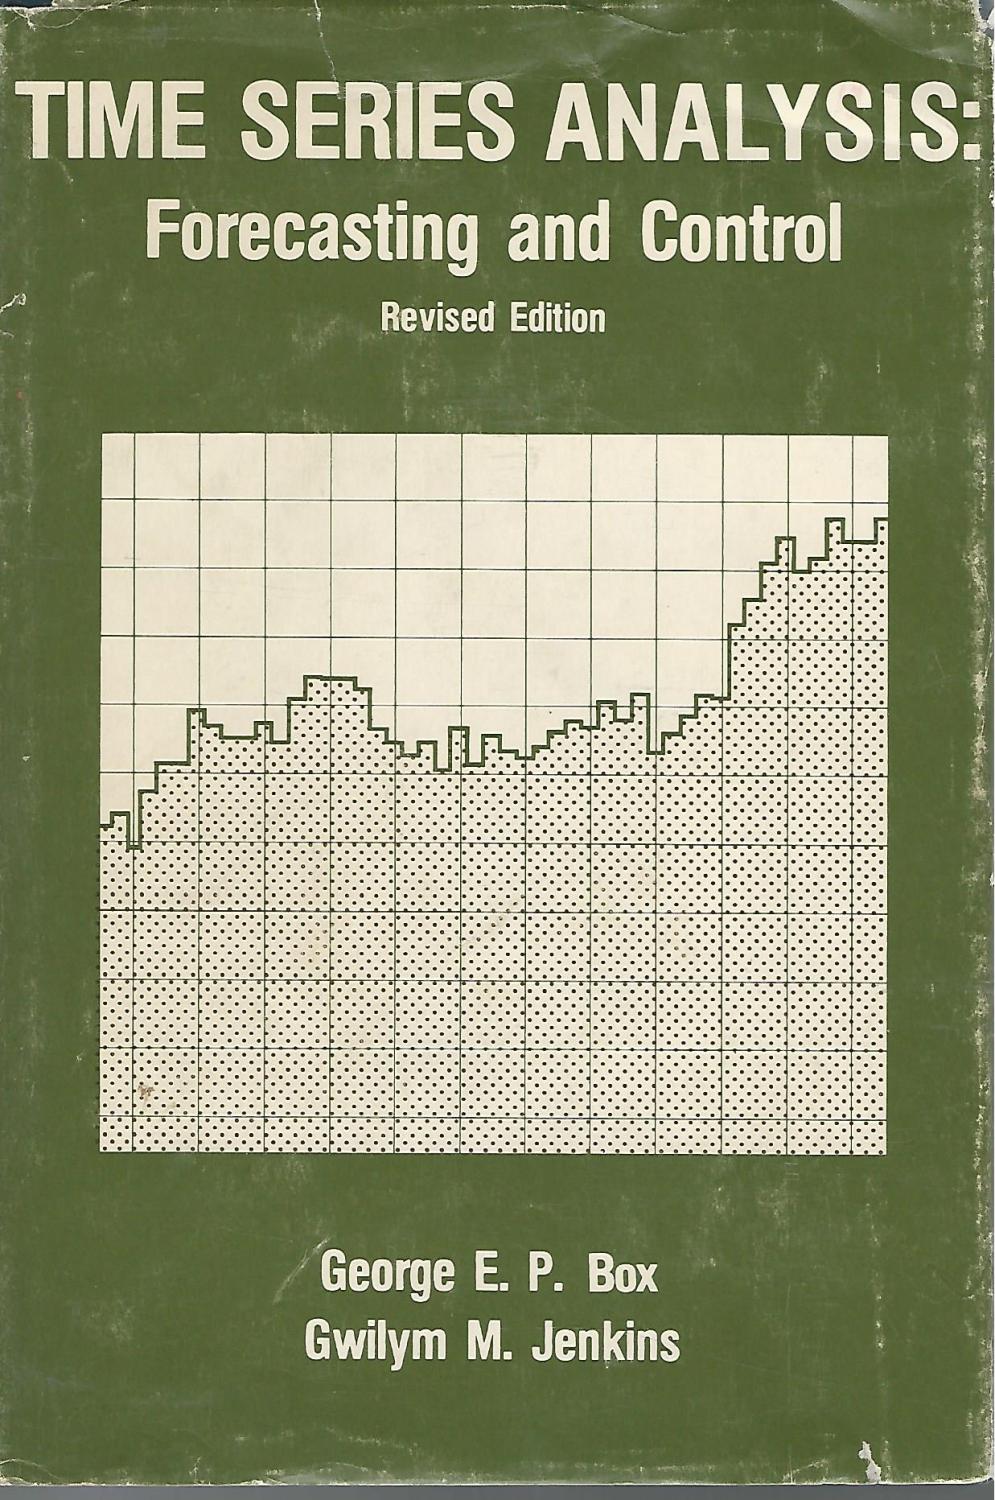 TIME SERIES ANALYSIS:
Forecasting and Control
Revised Edition
George E. P. Box
Gwilym M. Jenkins